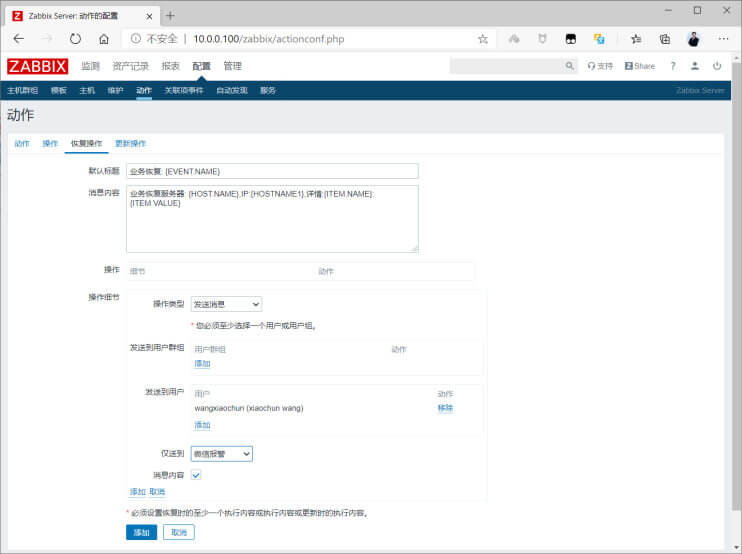 Zabbix Server: 动作的配置
不安全 | 10.0.0.100/zabbix/actionconf.php
ZABBIX 监测 资产记录 报表 配置 管理 支持 Z Share ?
主机群组 模板 主机 维护 动作 关联项事件 自动发现 服务 Zabbix Server
动作
动作 操作 恢复操作 更新操作
默认标题 业务恢复: {EVENT.NAME}
消息内容 业务恢复服务器: {HOST.NAME},IP:{HOSTNAME1},详情:{ITEM.NAME}:
{ITEM.VALUE}
操作 细节 动作
操作细节
操作类型 发送消息
* 您必须至少选择一个用户或用户组。
发送到用户群组 用户群组 动作
添加
发送到用户 用户 动作
wangxiaochun (xiaochun wang) 移除
添加
仅送到 微信报警
消息内容
添加 取消
* 必须设置恢复时的至少一个执行内容或执行内容或更新时的执行内容。
添加 取消